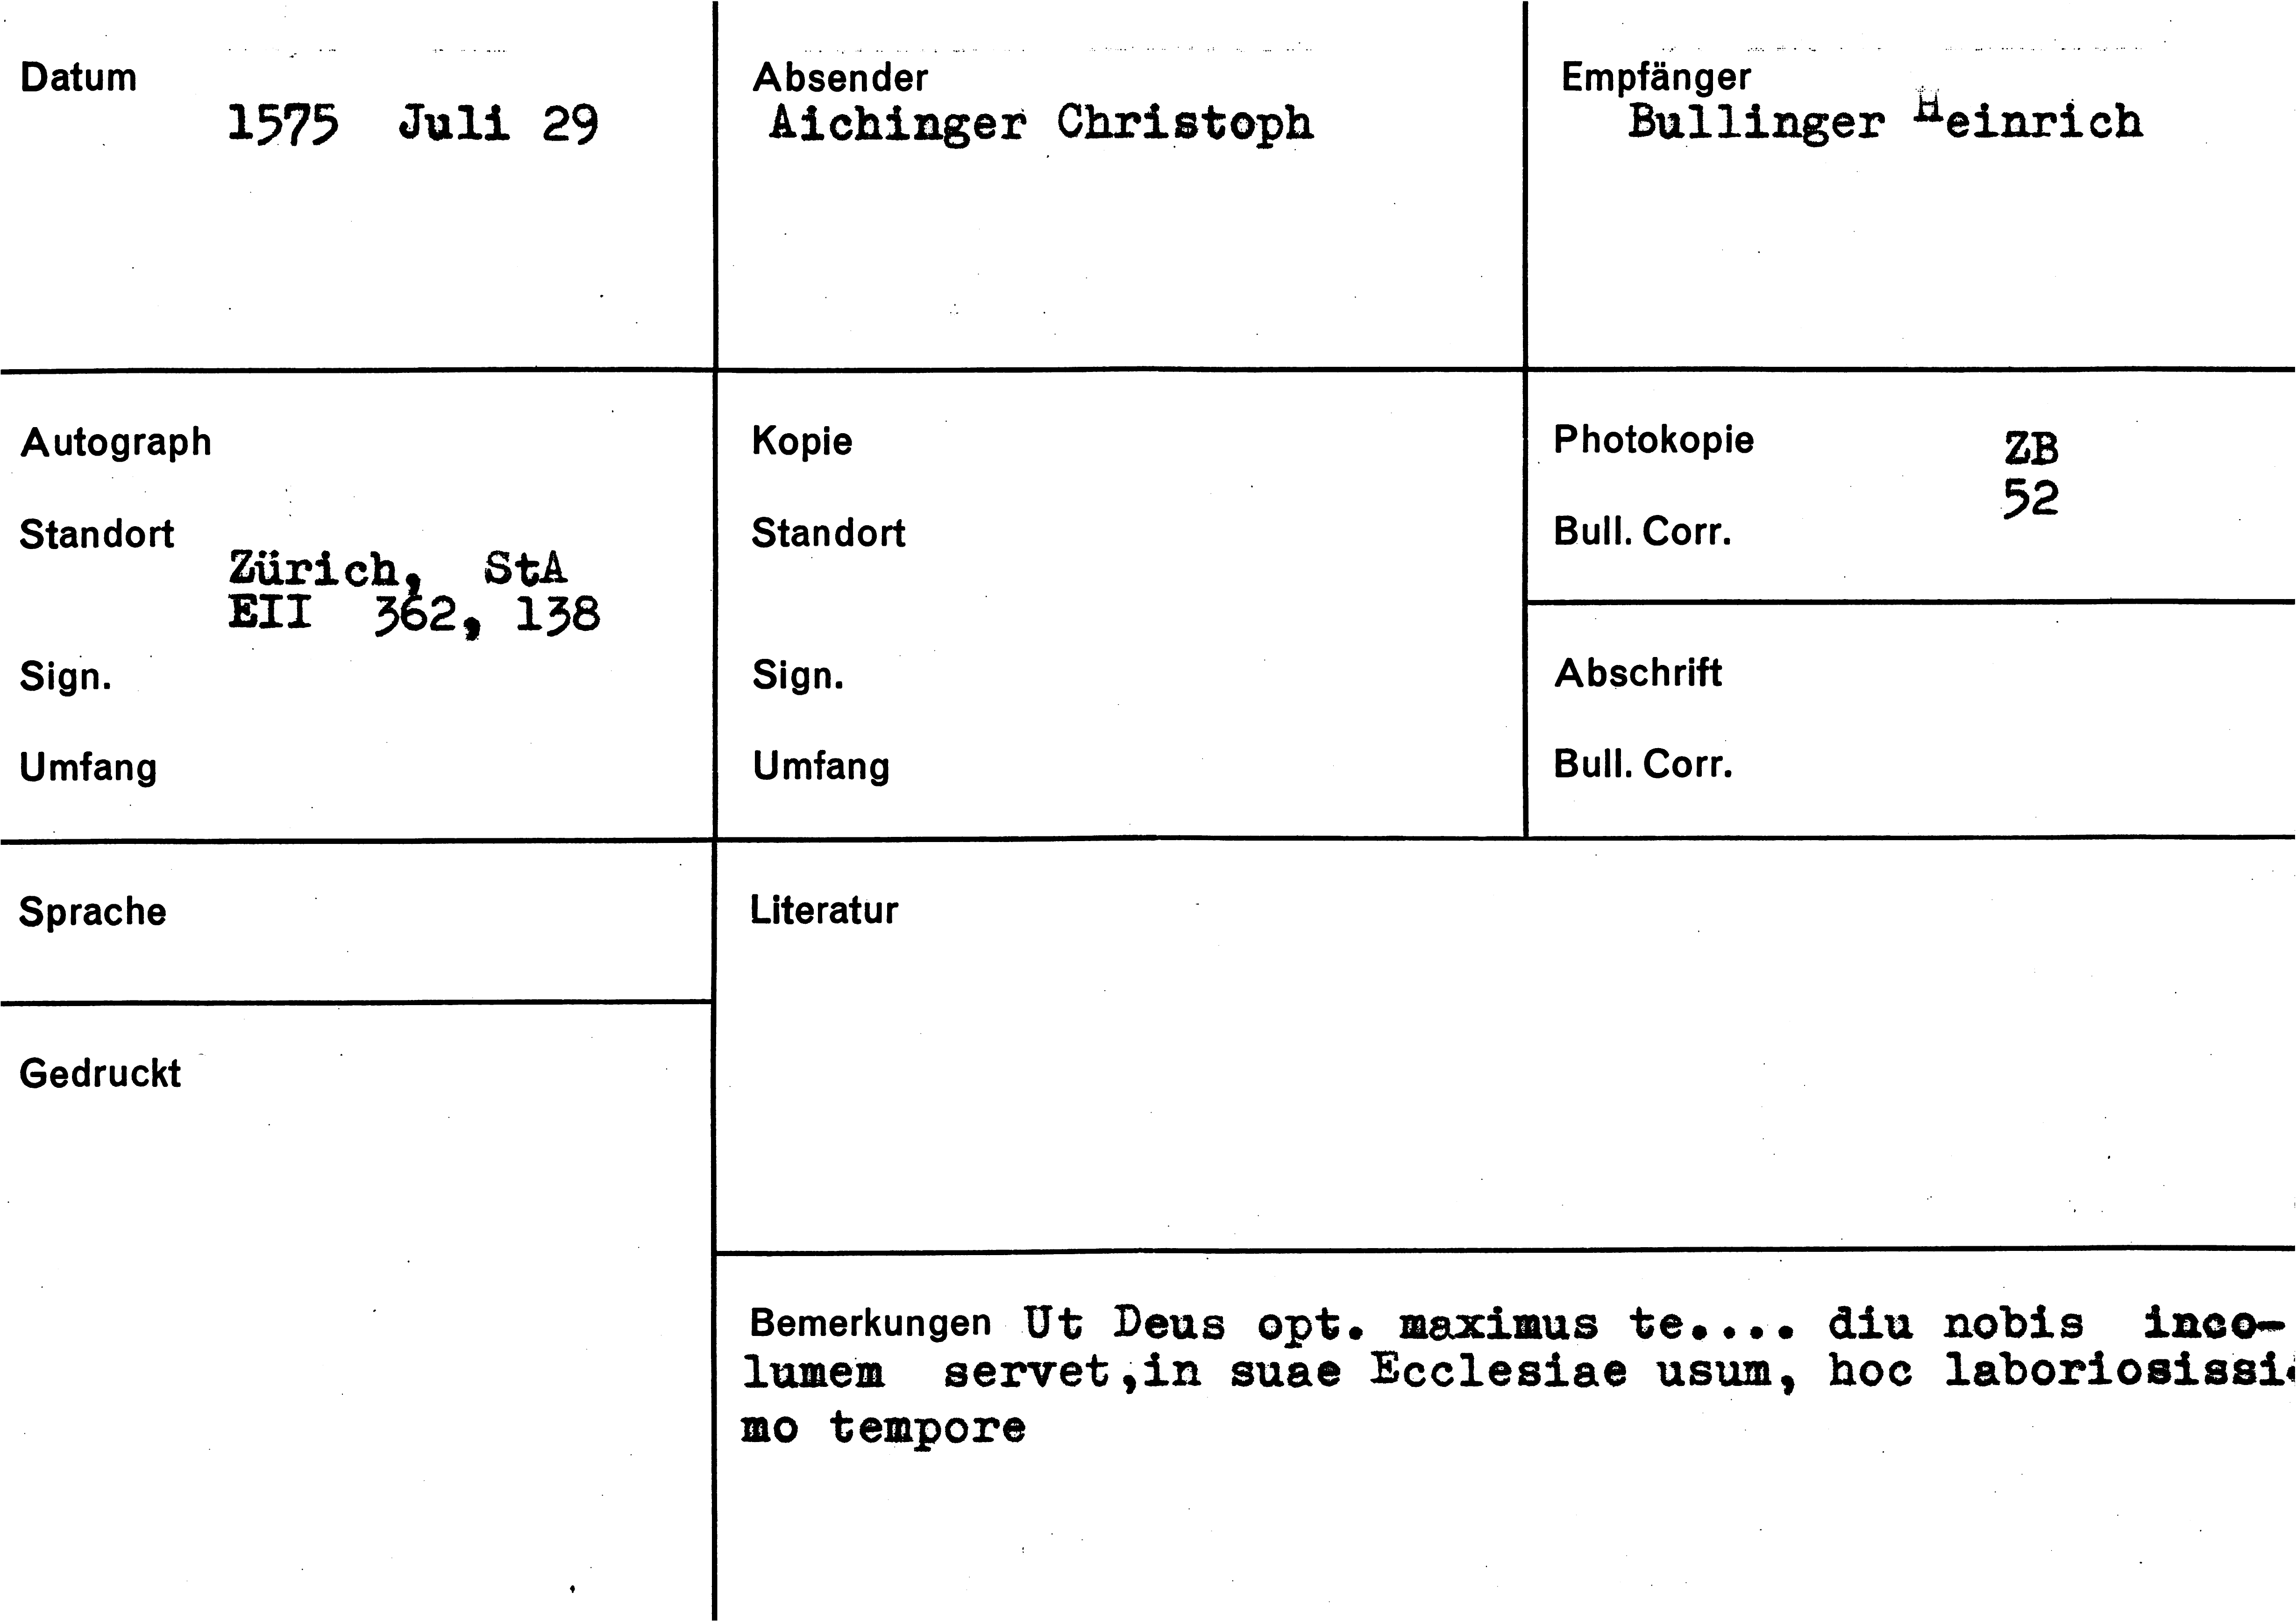 Datum
1575 Juli 29
Absender
Aichinger Christoph
Empfänger
Bullinger Heinrich
Autograph
Standort
Zürich, StA
EII 362, 138
Sign.
Umfang
Kopie
Standort
Sign.
Umfang
Photokopie ZB
52
Bull. Corr.
Abschrift
Bull. Corr.
Sprache
Gedruckt
Literatur
Bemerkungen Ut Deus opt. maximus te.... diu nobis inco-
lumem servet,in suae Ecclesiae usum, hoc laboriosissi-
mo tempore